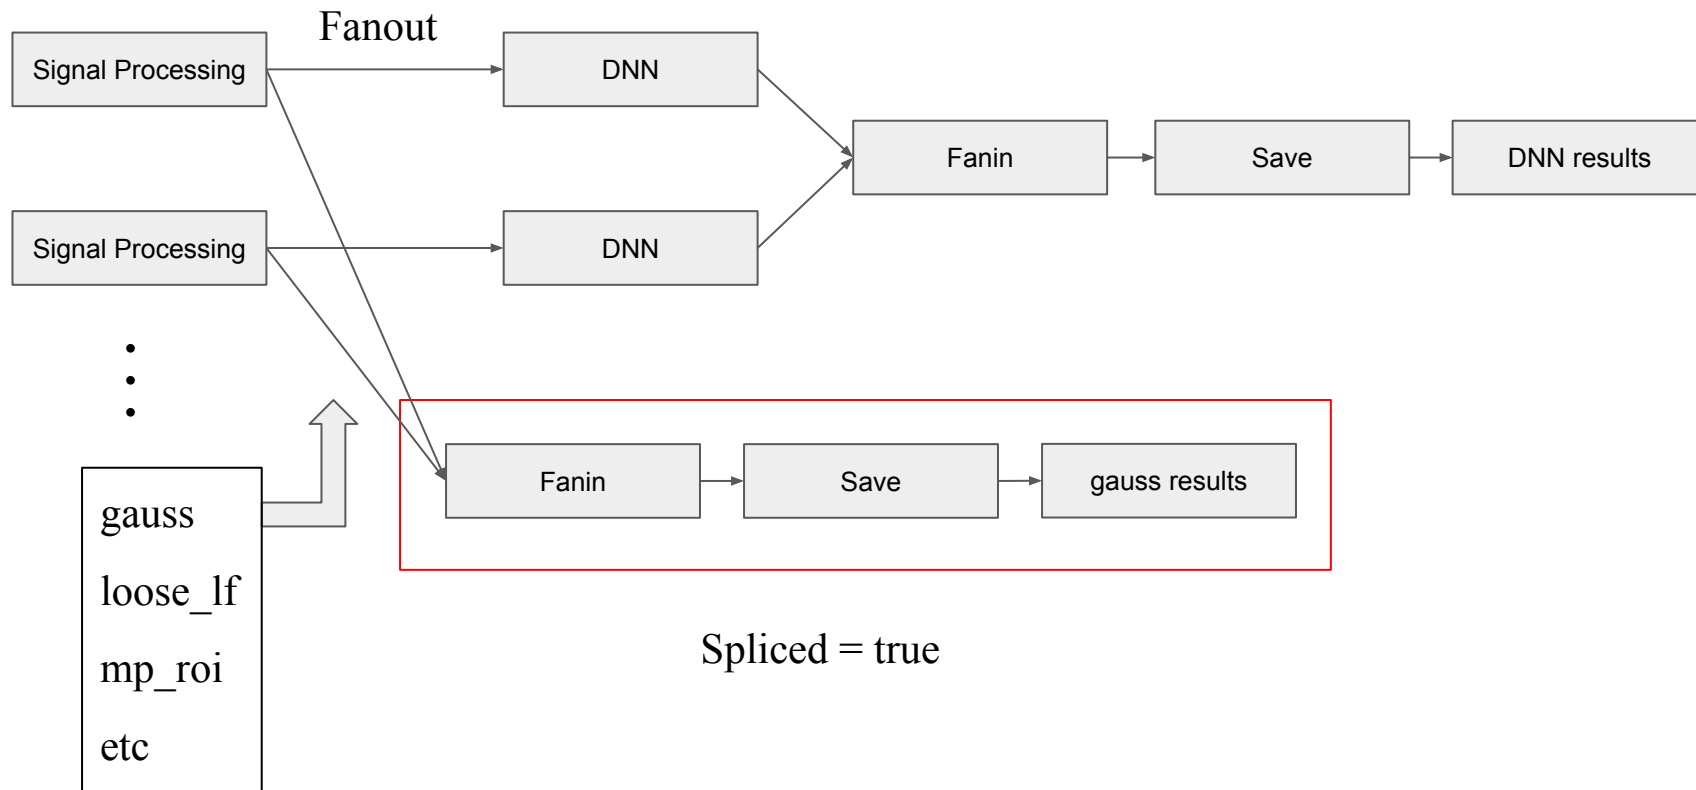 Fanout
Signal Processing
DNN
Fanin
Save
DNN results
Signal Processing
DNN
Fanin
Save
gauss results
gauss
loose_lf
mp_roi
etc
Spliced = true